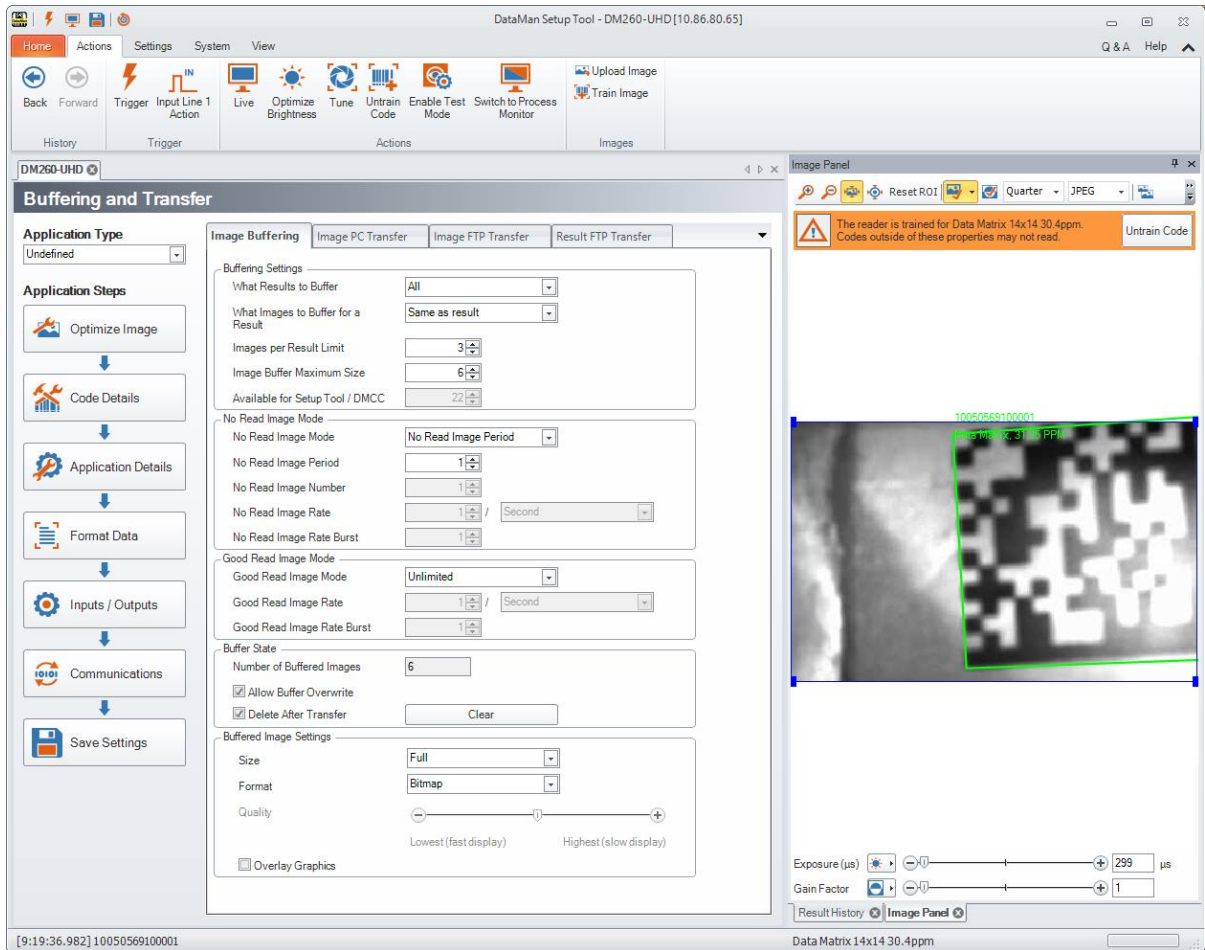 DataMan Setup Tool - DM260-UHD [10.86.80.65]
Home Actions Settings System View Q & A Help
Back Forward Trigger Input Line 1 Action Live Optimize Brightness Tune Untrain Code Enable Test Mode Switch to Process Monitor Upload Image
Train Image
IN
History Trigger Actions Images
DM260-UHD
Buffering and Transfer
Application Type
Undefined
Application Steps
Optimize Image
Code Details
Application Details
Format Data
Inputs / Outputs
Communications
Save Settings
Image Buffering Image PC Transfer Image FTP Transfer Result FTP Transfer
Buffering Settings
What Results to Buffer All
What Images to Buffer for a Result Same as result
Images per Result Limit 3
Image Buffer Maximum Size 6
Available for Setup Tool / DMCC 22
No Read Image Mode
No Read Image Mode No Read Image Period
No Read Image Period 1
No Read Image Number 1
No Read Image Rate 1 / Second
No Read Image Rate Burst 1
Good Read Image Mode
Good Read Image Mode Unlimited
Good Read Image Rate 1 / Second
Good Read Image Rate Burst 1
Buffer State
Number of Buffered Images 6
Allow Buffer Overwrite
Delete After Transfer Clear
Buffered Image Settings
Size Full
Format Bitmap
Quality
Lowest (fast display) Highest (slow display)
Overlay Graphics
Image Panel
Reset ROI Quarter JPEG
The reader is trained for Data Matrix 14x14 30.4ppm.
Codes outside of these properties may not read.
Untrain Code
10050569100001
Data Matrix, PPM
Exposure (µs) 299 µs
Gain Factor 1
Result History Image Panel
[9:19:36.982] 10050569100001 Data Matrix 14x14 30.4ppm